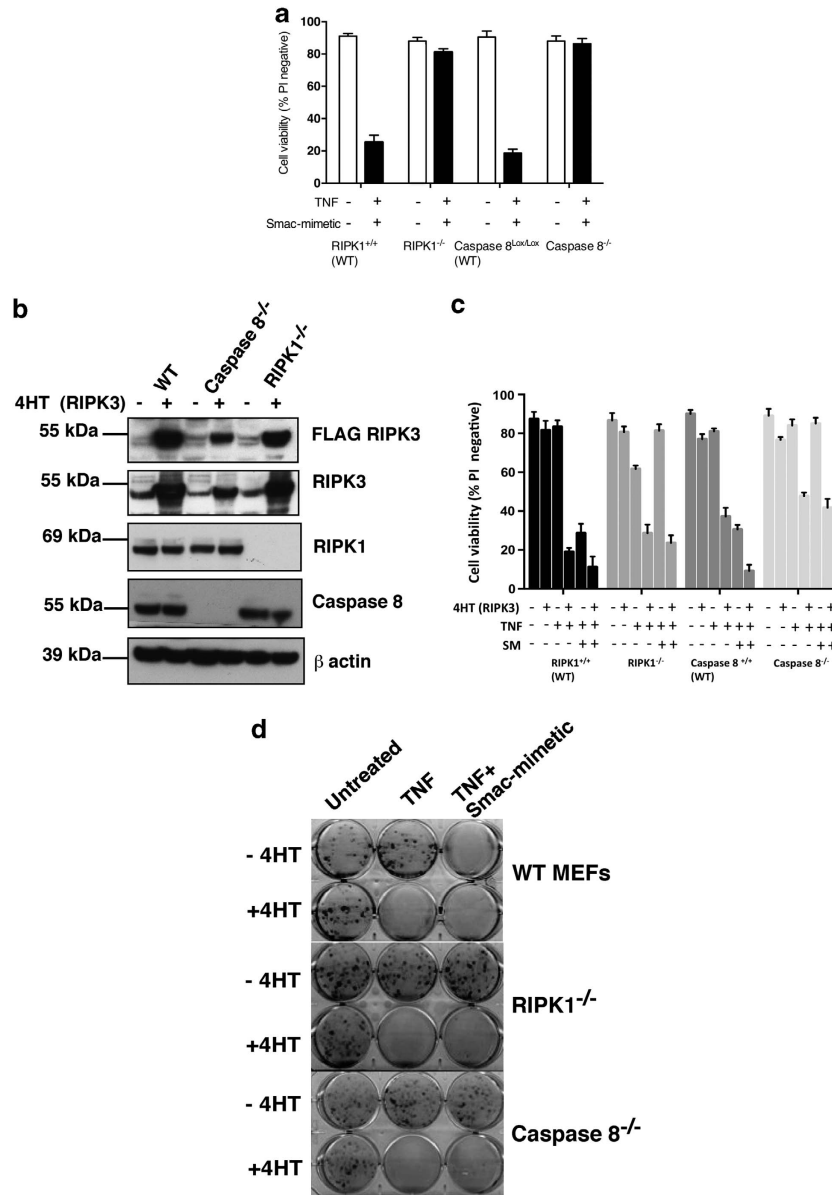 a
Cell viability (% PI negative)
100
80
60
40
20
0
TNF - + - + - + - +
Smac-mimetic - + - + - + - +
RIPK1+/+ RIPK1-/- Caspase 8Lox/Lox Caspase 8-/-
(WT) (WT)
b
WT Caspase 8-/- RIPK1-/-
4HT (RIPK3) - + - + - +
55 kDa FLAG RIPK3
55 kDa RIPK3
69 kDa RIPK1
55 kDa Caspase 8
39 kDa β actin
c
Cell viability (% PI negative)
100
80
60
40
20
0
4HT (RIPK3) - + - + - + - + - + - + - + - + - + - + - + - +
TNF - - + + + + - - + + + + - - + + + + - - + + + +
SM - - - - + + - - - - + + - - - - + + - - - - + +
RIPK1+/+ RIPK1-/- Caspase 8 +/+ Caspase 8-/-
(WT) (WT)
d
Untreated TNF TNF+
Smac-mimetic
- 4HT
WT MEFs
+4HT
- 4HT
RIPK1-/-
+4HT
- 4HT
Caspase 8-/-
+4HT